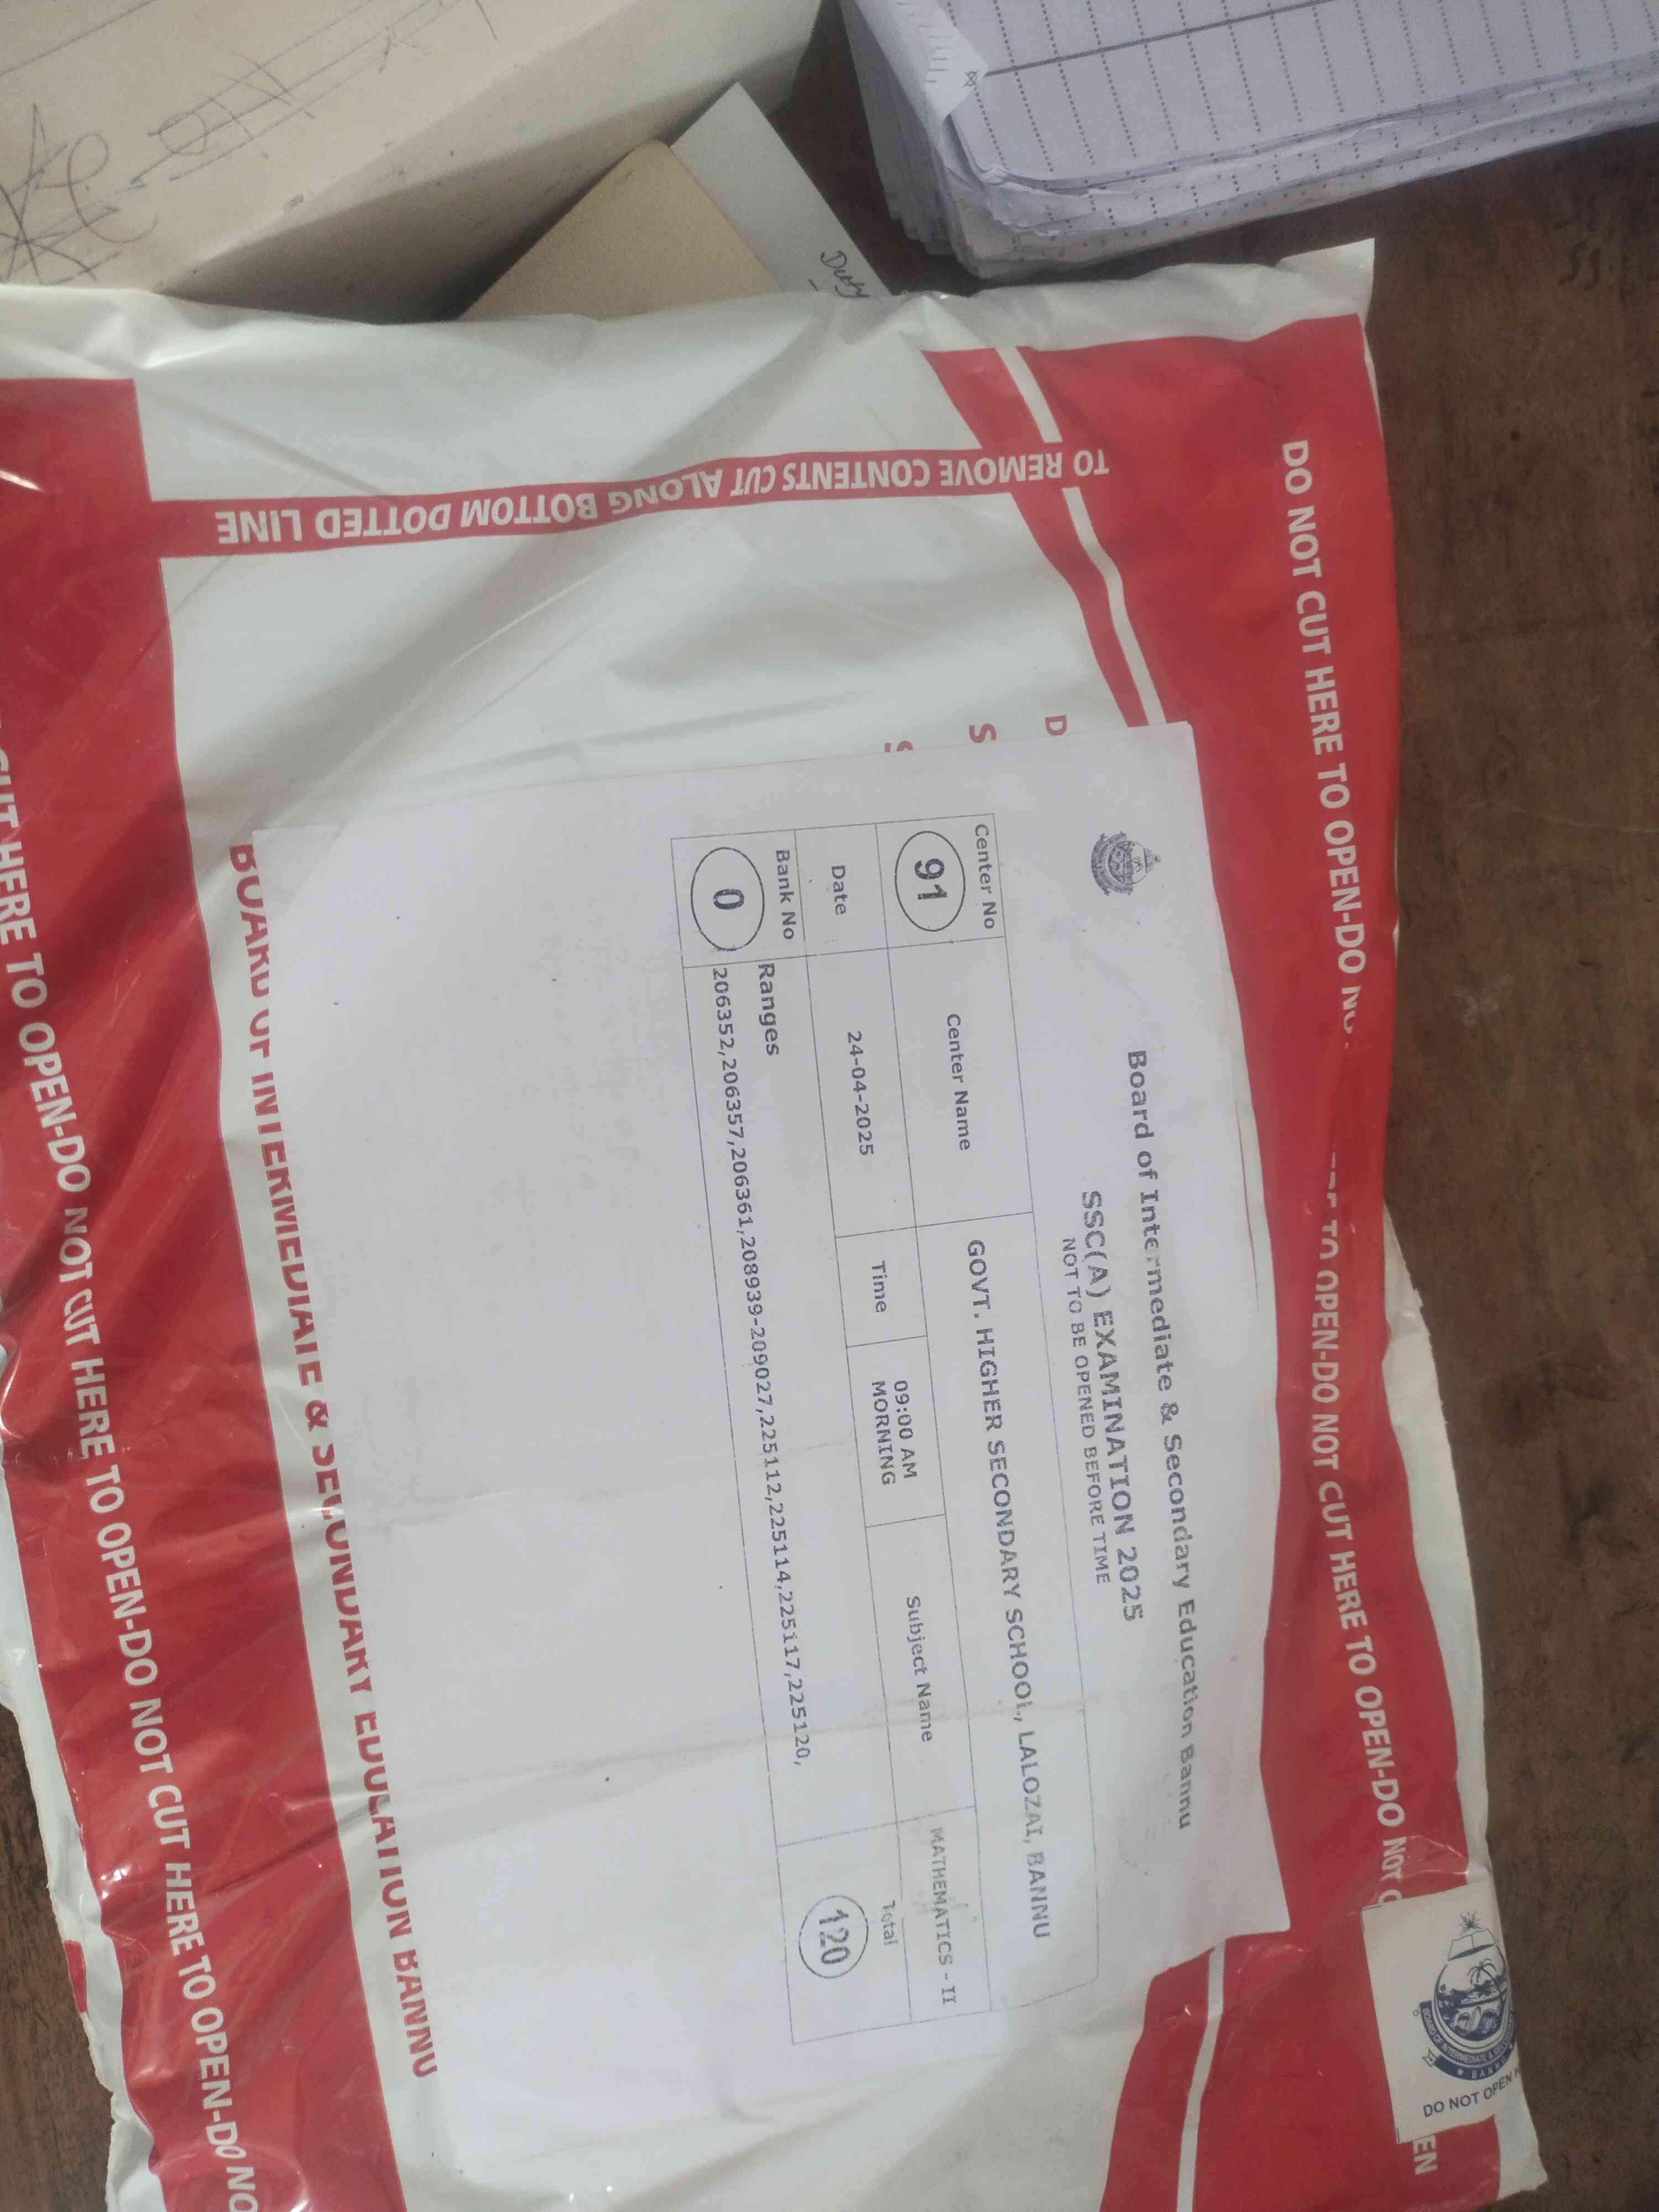 Duty
TO REMOVE CONTENTS CUT ALONG BOTTOM DOTTED LINE
DO NOT CUT HERE TO OPEN-DO
TO OPEN-DO NOT CUT HERE TO OPEN-DO NOT
DO NOT OPEN
Board of Intermediate & Secondary Education Bannu
SSC(A) EXAMINATION 2025
NOT TO BE OPENED BEFORE TIME
Center No Center Name GOVT. HIGHER SECONDARY SCHOOL, LALOZAI, BANNU
91
Date 24-04-2025 Time 09:00 AM MORNING Subject Name MATHEMATICS - II
Bank No Ranges Total
0 206352,206357,206361,208939-209027,225112,225114,225117,225120, 120
BOARD OF INTERMEDIATE & SECONDARY EDUCATION BANNU
CUT HERE TO OPEN-DO NOT CUT HERE TO OPEN-DO NOT CUT HERE TO OPEN-DO NO